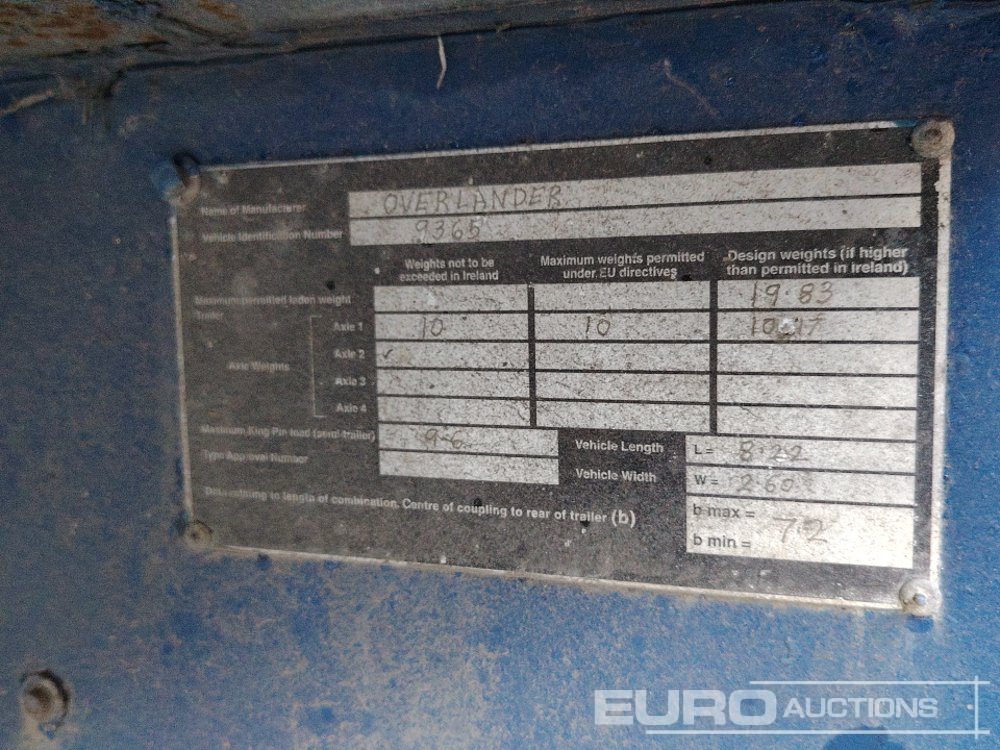 Name of Manufacturer OVERLANDER
Vehicle Identification Number 9365
Weights not to be exceeded in Ireland
Maximum weights permitted under EU directives
Design weights (if higher than permitted in Ireland)
Maximum permitted laden weight Trailer 19.83
Axle Weights
Axle 1 10 10 10.17
Axle 2
Axle 3
Axle 4
Maximum King Pin load (semi-trailer) 9-6
Type Approval Number
Vehicle Length L= 8.22
Vehicle Width W= 2.60
Determining to length of combination. Centre of coupling to rear of trailer (b)
b max =
b min = 7.2
EURO AUCTIONS